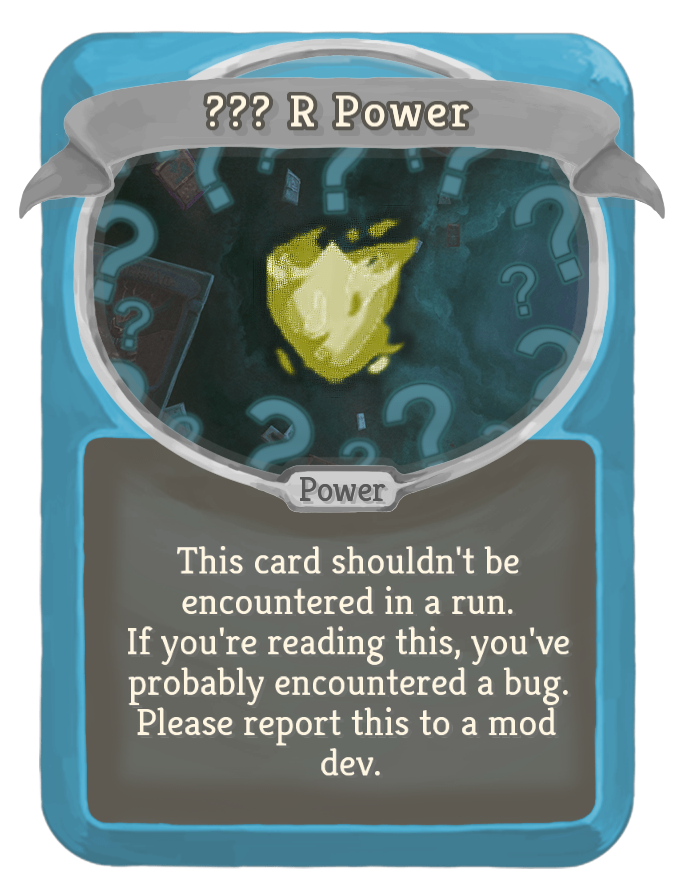 ??? R Power
Power
This card shouldn't be
encountered in a run.
If you're reading this, you've
probably encountered a bug.
Please report this to a mod
dev.